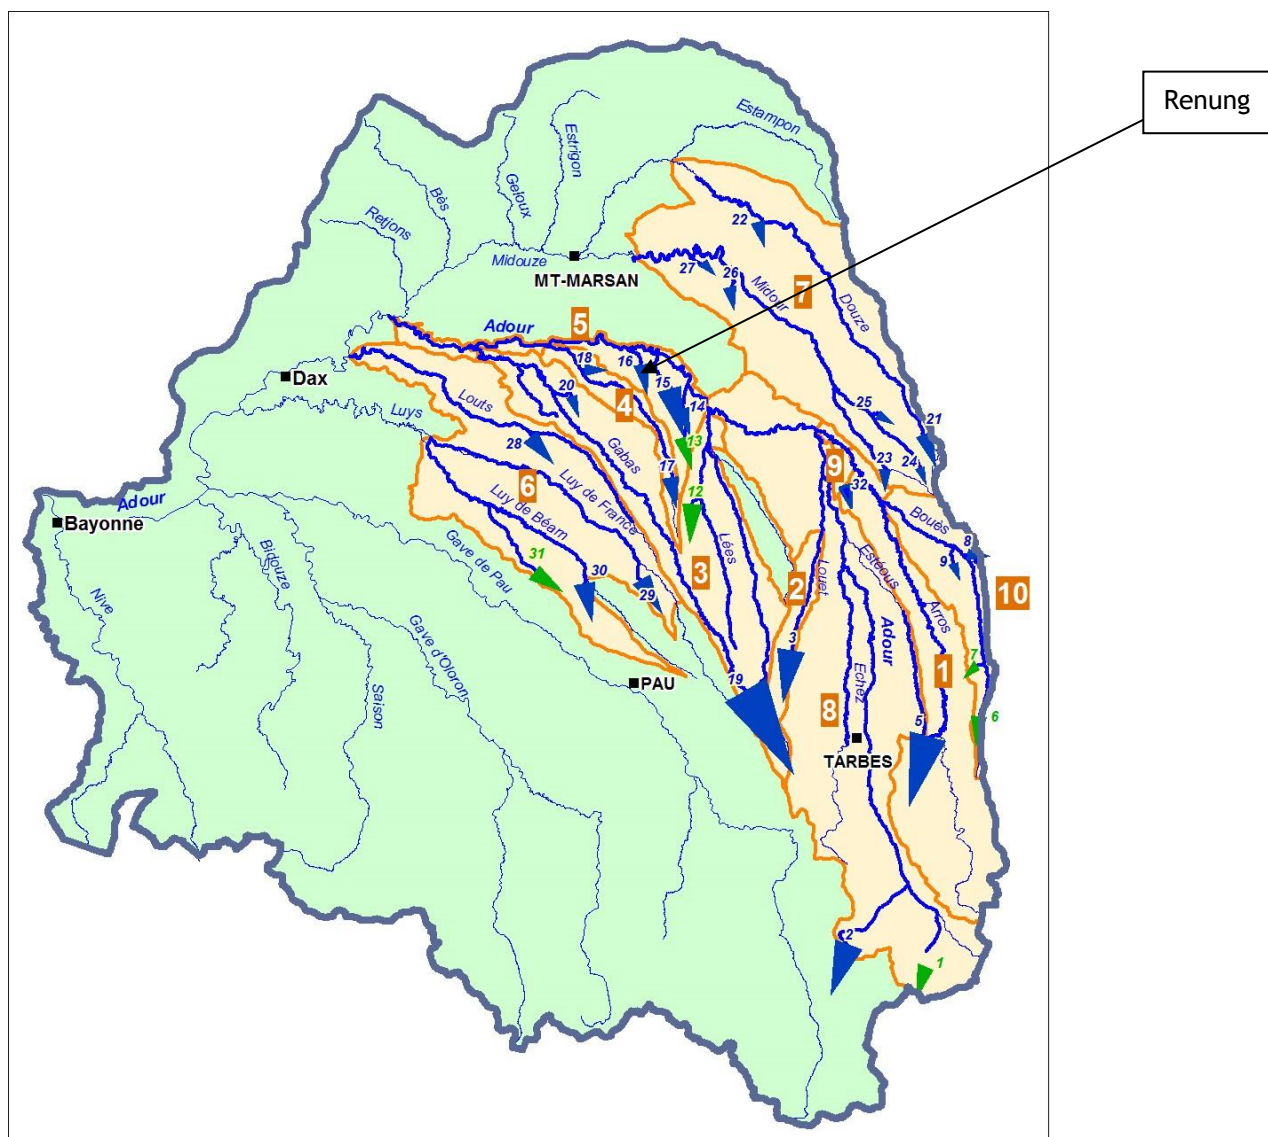 Renung
Estampon
Estrigon
Geloux
Bès
Retjons
22
Midouze
MT-MARSAN
27
26
Midour
7
Douze
Adour
5
18
16
15
14
Dax
20
4
Louts
Luys
25
21
13
Gabas
28
17
9
23
24
32
6
Luy de France
12
Luy de Béarn
Adour
Bayonne
Bouès
8
Gave de Pau
Bidouze
Lées
Estéous
9
31
30
3
2
Louet
10
29
Nive
Arros
Adour
Gave d'Oloron
3
Echez
7
1
19
PAU
Saison
8
5
6
TARBES
2
1